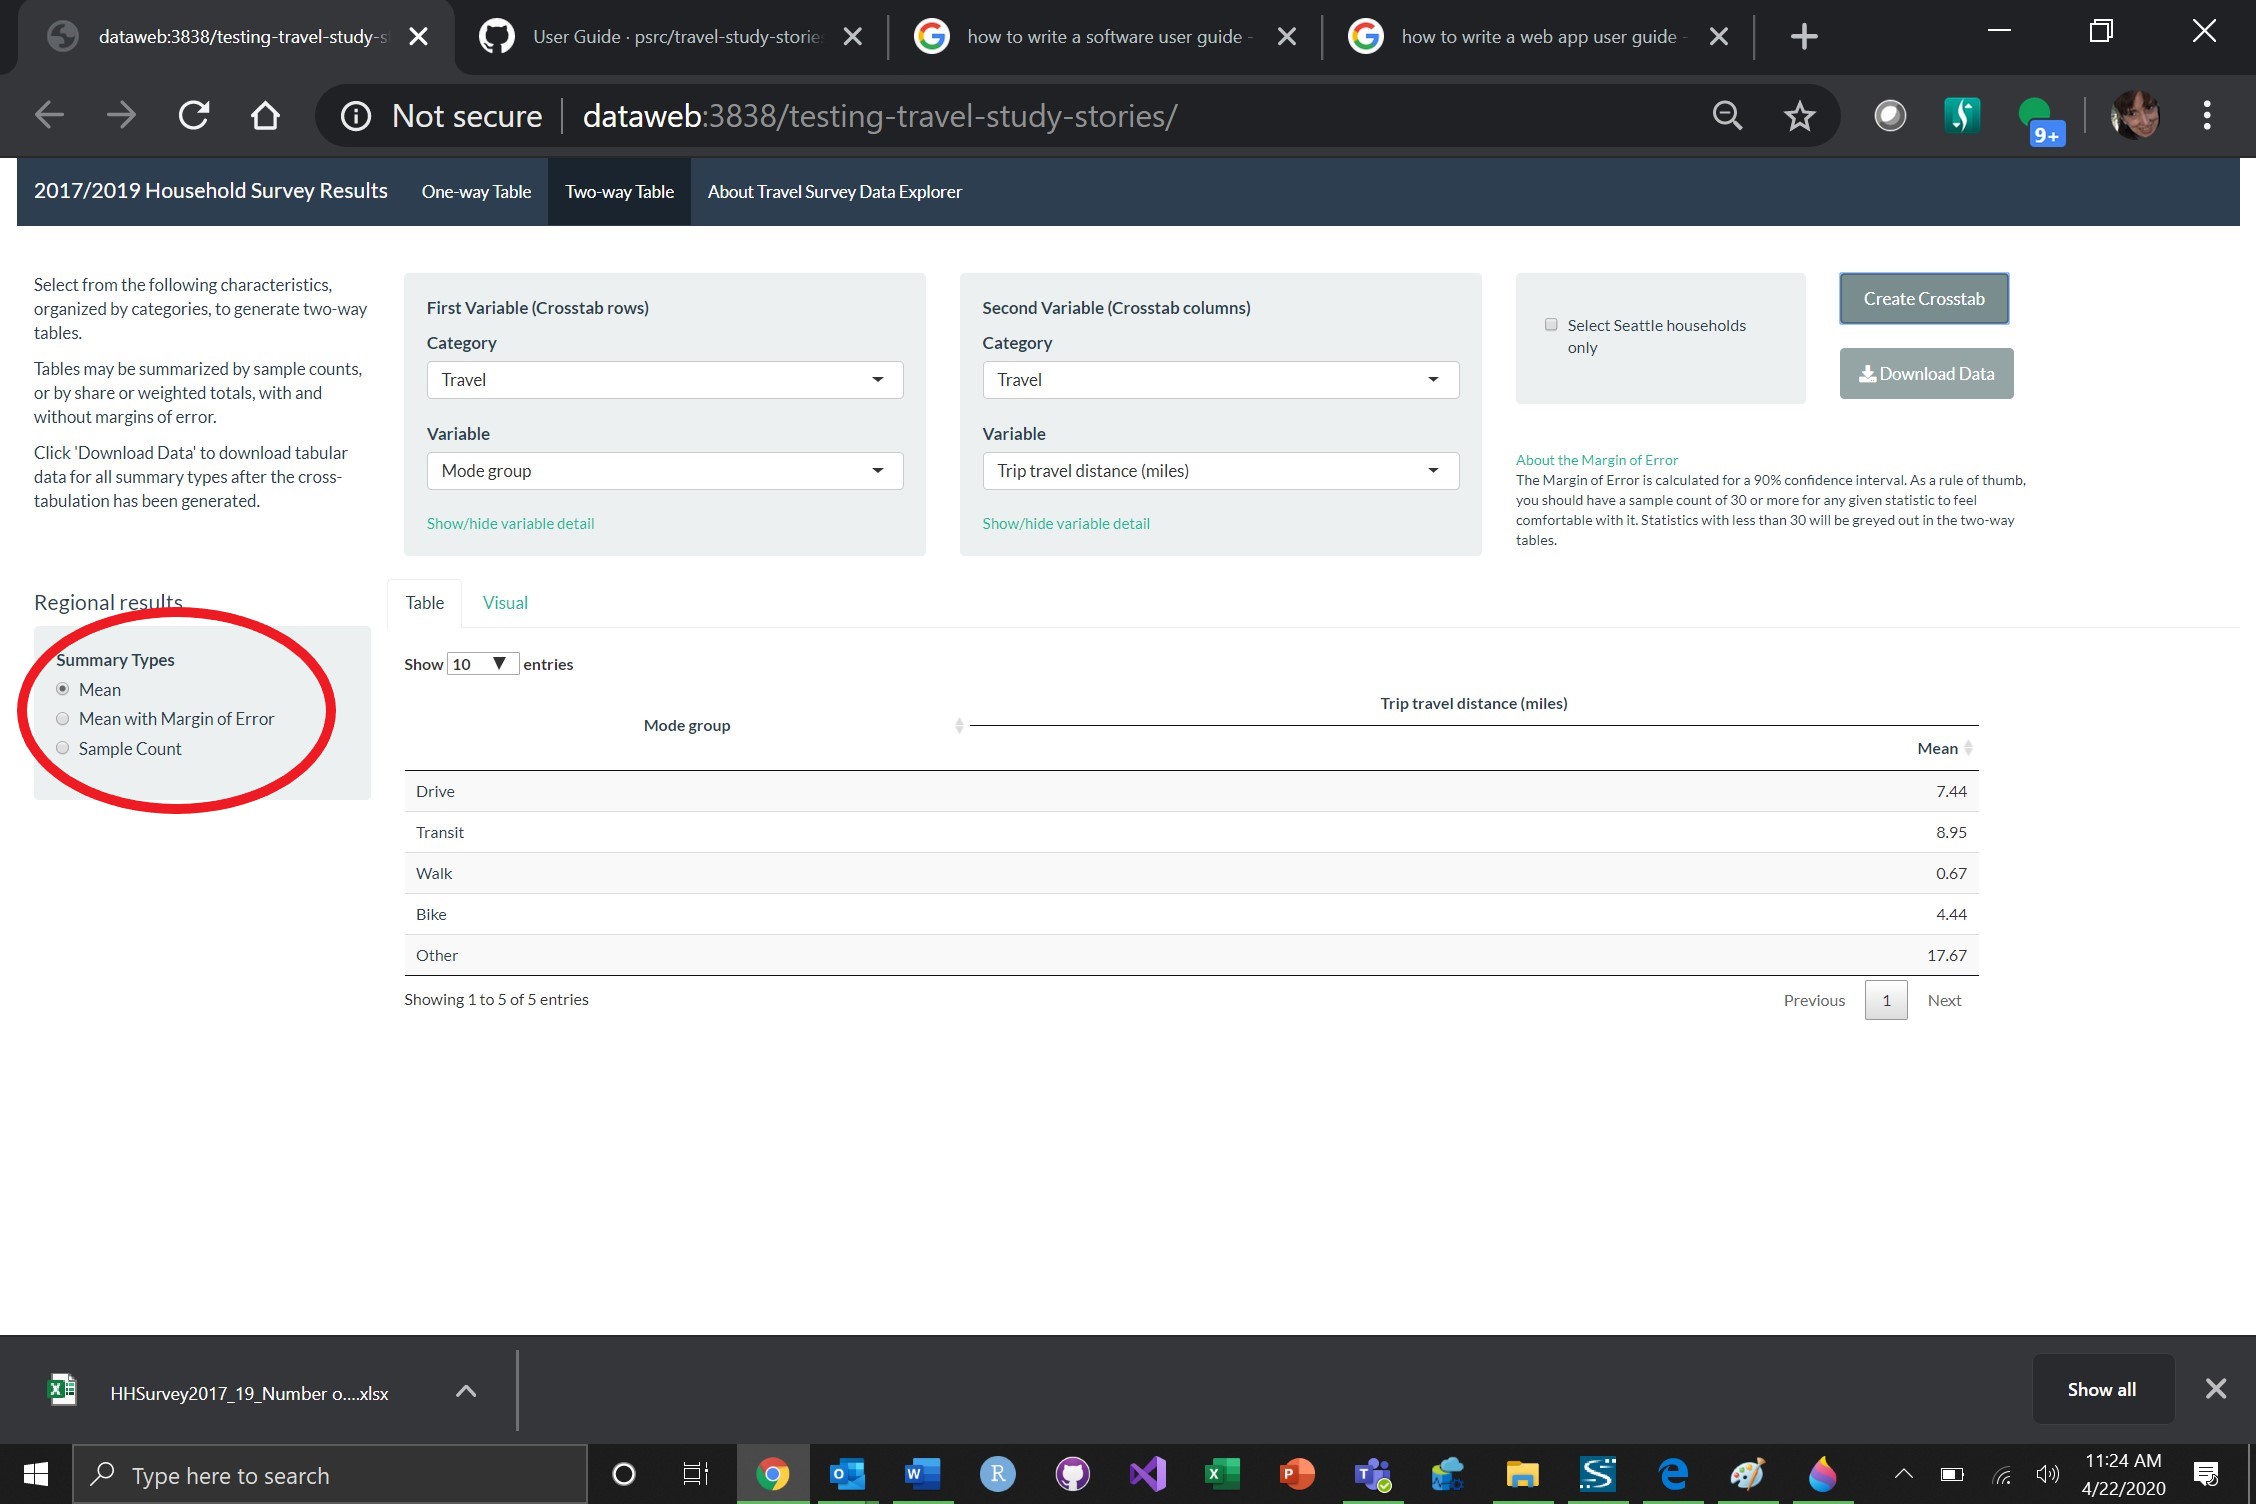 dataweb:3838/testing-travel-study-s
User Guide · psrc/travel-study-storie
how to write a software user guide -
how to write a web app user guide -
Not secure
dataweb:3838/testing-travel-study-stories/
9+
2017/2019 Household Survey Results
One-way Table
Two-way Table
About Travel Survey Data Explorer
Select from the following characteristics,
organized by categories, to generate two-way
tables.
Tables may be summarized by sample counts,
or by share or weighted totals, with and
without margins of error.
Click 'Download Data' to download tabular
data for all summary types after the cross-
tabulation has been generated.
First Variable (Crosstab rows)
Category
Travel
Variable
Mode group
Show/hide variable detail
Second Variable (Crosstab columns)
Category
Travel
Variable
Trip travel distance (miles)
Show/hide variable detail
Select Seattle households
only
Create Crosstab
Download Data
About the Margin of Error
The Margin of Error is calculated for a 90% confidence interval. As a rule of thumb,
you should have a sample count of 30 or more for any given statistic to feel
comfortable with it. Statistics with less than 30 will be greyed out in the two-way
tables.
Regional results
Summary Types
Mean
Mean with Margin of Error
Sample Count
Table
Visual
Show 10 entries
Mode group
Trip travel distance (miles)
Mean
Drive 7.44
Transit 8.95
Walk 0.67
Bike 4.44
Other 17.67
Showing 1 to 5 of 5 entries
Previous 1 Next
HHSurvey2017_19_Number o....xlsx
Show all
Type here to search
11:24 AM
4/22/2020